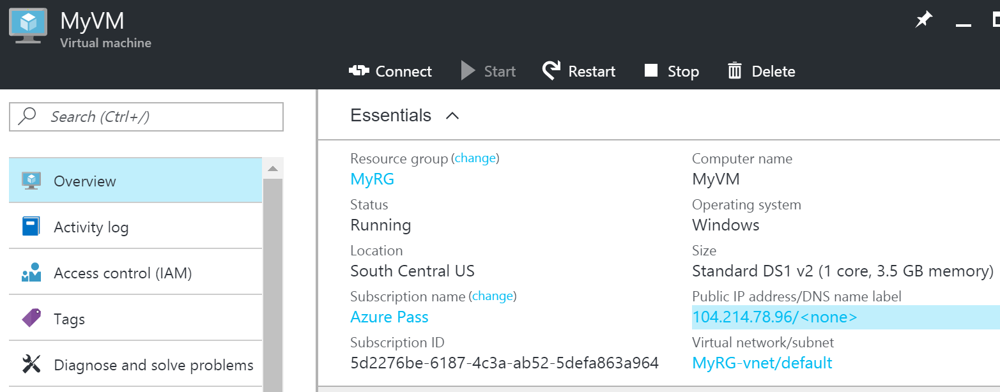 MyVM
Virtual machine
Connect Start Restart Stop Delete
Search (Ctrl+/)
Overview
Activity log
Access control (IAM)
Tags
Diagnose and solve problems
Essentials
Resource group (change)
MyRG
Status
Running
Location
South Central US
Subscription name (change)
Azure Pass
Subscription ID
5d2276be-6187-4c3a-ab52-5defa863a964
Computer name
MyVM
Operating system
Windows
Size
Standard DS1 v2 (1 core, 3.5 GB memory)
Public IP address/DNS name label
104.214.78.96/<none>
Virtual network/subnet
MyRG-vnet/default